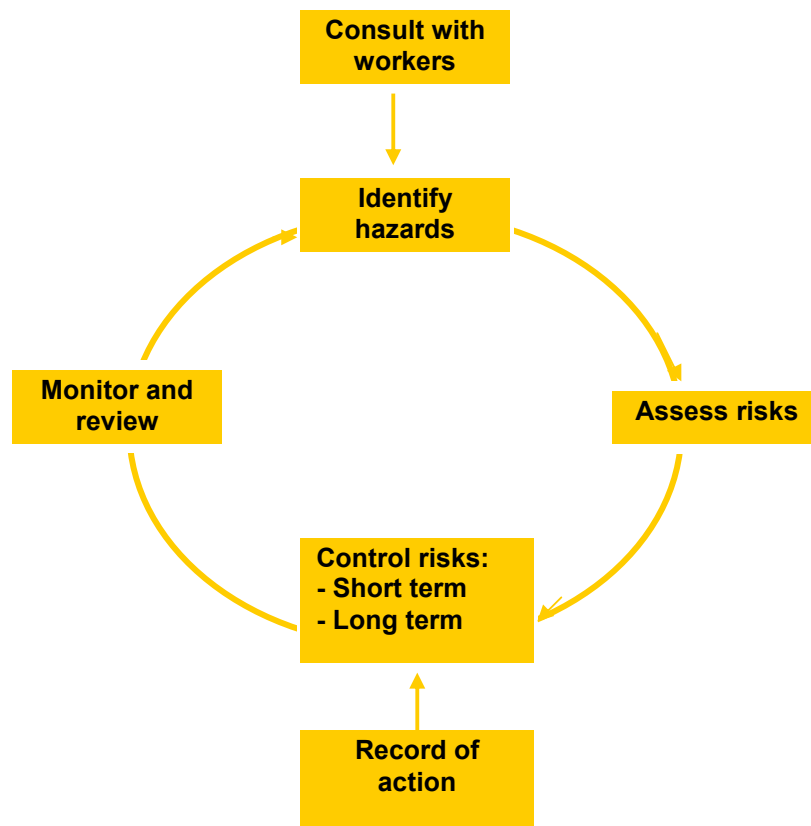 Consult with
workers
Identify
hazards
Monitor and
review
Assess risks
Control risks:
- Short term
- Long term
Record of
action